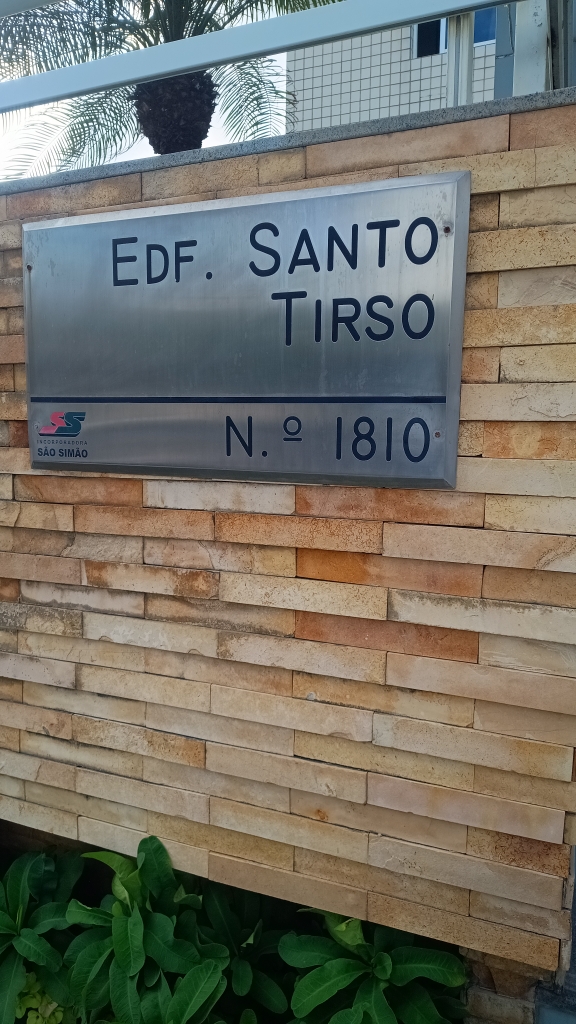 EDF. SANTO
TIRSO
N.º 1810
SS
INCORPORADORA
SÃO SIMÃO